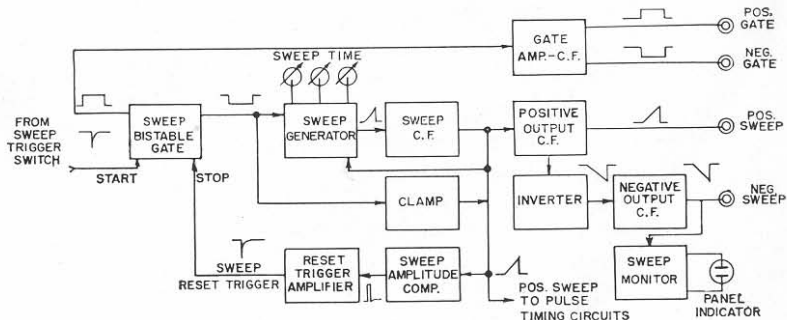 POS.
GATE
GATE
AMP.-C.F.
NEG.
GATE
SWEEP TIME
FROM
SWEEP
TRIGGER
SWITCH
START
SWEEP
BISTABLE
GATE
STOP
SWEEP
GENERATOR
SWEEP
C.F.
POSITIVE
OUTPUT
C.F.
POS.
SWEEP
CLAMP
INVERTER
NEGATIVE
OUTPUT
C.F.
NEG.
SWEEP
SWEEP
RESET TRIGGER
RESET
TRIGGER
AMPLIFIER
SWEEP
AMPLITUDE
COMP.
POS. SWEEP
TO PULSE
TIMING CIRCUITS
SWEEP
MONITOR
PANEL
INDICATOR